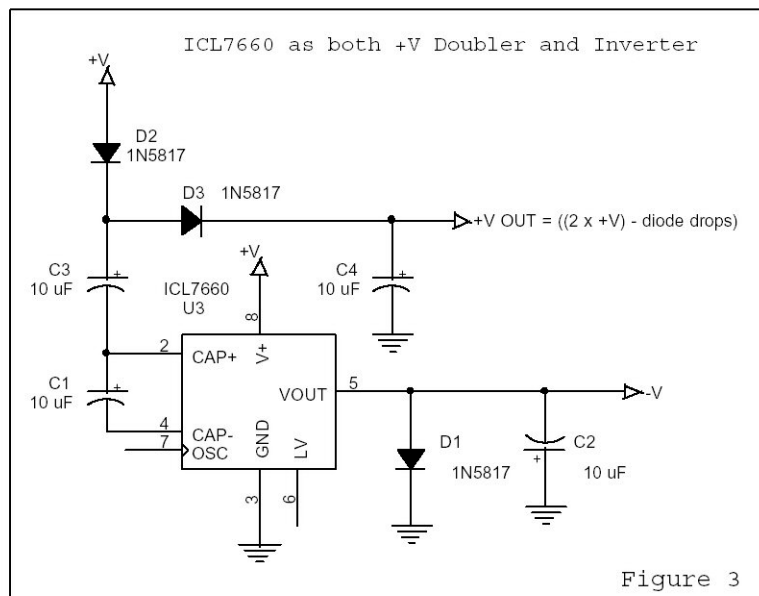 ICL7660 as both +V Doubler and Inverter
+V
D2
1N5817
D3 1N5817
+V OUT = ((2 x +V) - diode drops)
+V
C3
10 uF
+
ICL7660
U3
C4
10 uF
+
8
2
CAP+
V+
C1
10 uF
+
VOUT
5
-V
4
CAP-
7
OSC
GND
LV
D1
1N5817
C2
10 uF
+
3
6
Figure 3